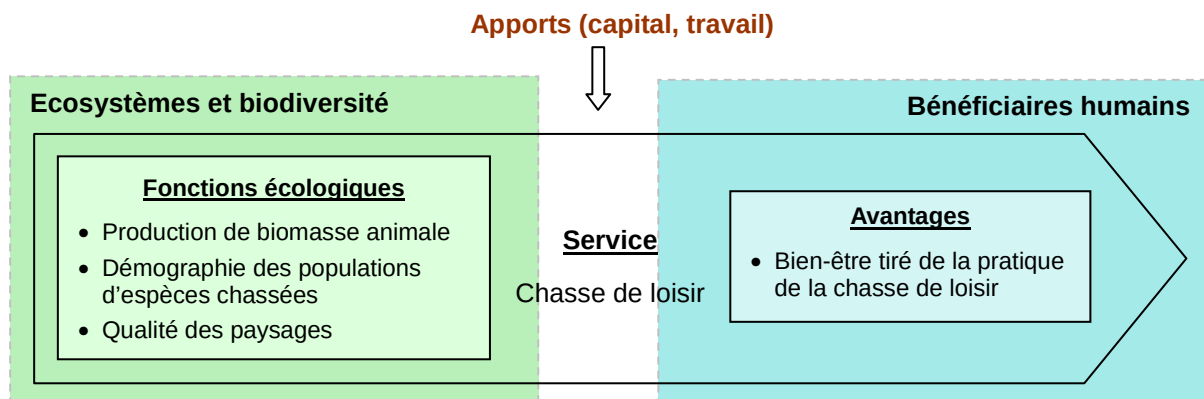 Apports (capital, travail)
Ecosystèmes et biodiversité
Bénéficiaires humains
Fonctions écologiques
• Production de biomasse animale
• Démographie des populations
d'espèces chassées
• Qualité des paysages
Service
Chasse de loisir
Avantages
• Bien-être tiré de la pratique
de la chasse de loisir